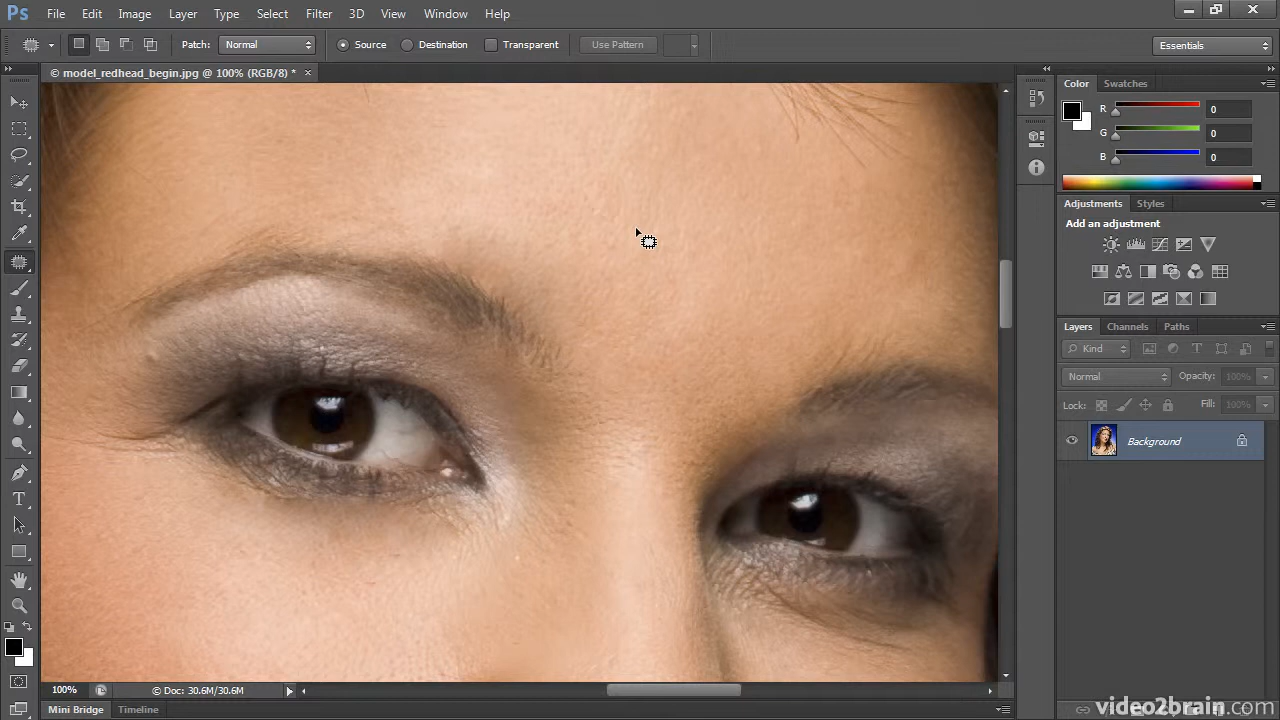 Ps File Edit Image Layer Type Select Filter 3D View Window Help
Patch: Normal Source Destination Transparent Use Pattern Essentials
© model_redhead_begin.jpg @ 100% (RGB/8) * ×
Color Swatches
R 0
G 0
B 0
Adjustments Styles
Add an adjustment
Layers Channels Paths
Kind T
Normal Opacity: 100%
Lock: Fill: 100%
Background
100% © Doc: 30.6M/30.6M
Mini Bridge Timeline
video2brain.com